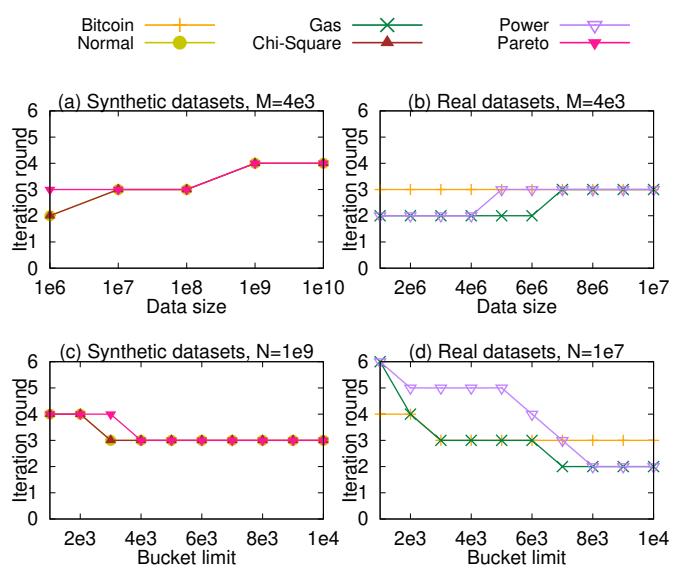 Bitcoin Gas Power
Normal Chi-Square Pareto
(a) Synthetic datasets, M=4e3
Iteration round
6
5
4
3
2
1
0
1e6 1e7 1e8 1e9 1e10
Data size
(b) Real datasets, M=4e3
Iteration round
6
5
4
3
2
1
0
2e6 4e6 6e6 8e6 1e7
Data size
(c) Synthetic datasets, N=1e9
Iteration round
6
5
4
3
2
1
0
2e3 4e3 6e3 8e3 1e4
Bucket limit
(d) Real datasets, N=1e7
Iteration round
6
5
4
3
2
1
0
2e3 4e3 6e3 8e3 1e4
Bucket limit